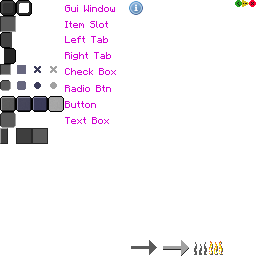 Gui Window
Item Slot
Left Tab
Right Tab
Check Box
Radio Btn
Button
Text Box